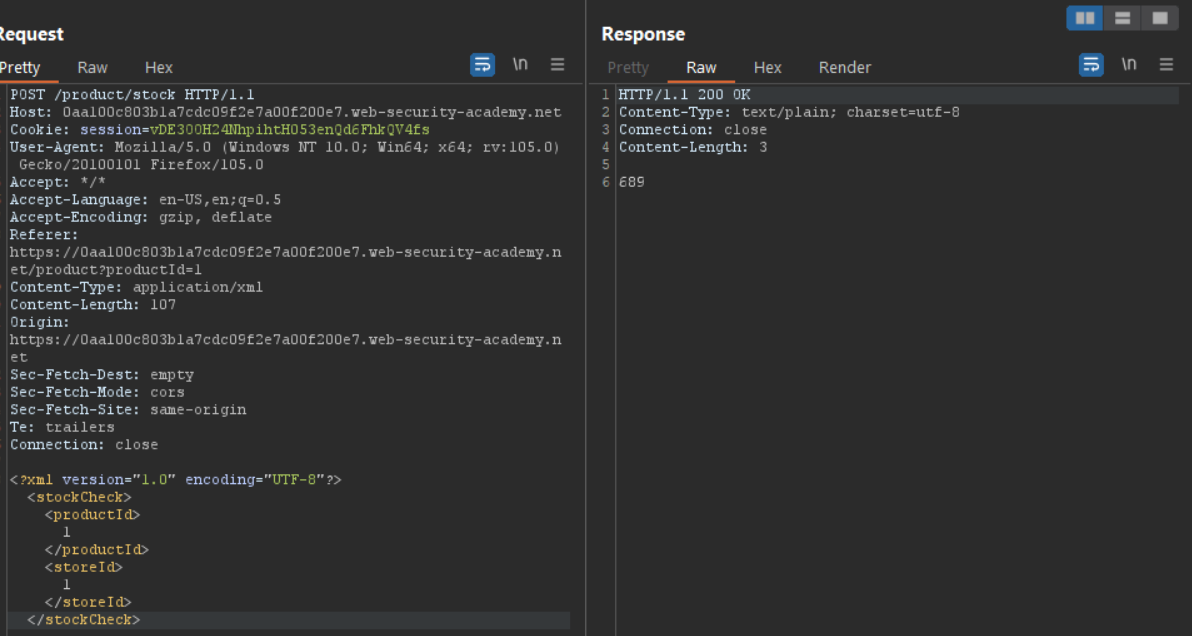 Request
Pretty Raw Hex
\n
POST /product/stock HTTP/1.1
Host: 0aa100c803b1a7cdc09f2e7a00f200e7.web-security-academy.net
Cookie: session=vDE300H24NhpihtH053enQd6FhkQV4fs
User-Agent: Mozilla/5.0 (Windows NT 10.0; Win64; x64; rv:105.0)
Gecko/20100101 Firefox/105.0
Accept: */*
Accept-Language: en-US,en;q=0.5
Accept-Encoding: gzip, deflate
Referer:
https://0aa100c803b1a7cdc09f2e7a00f200e7.web-security-academy.n
et/product?productId=1
Content-Type: application/xml
Content-Length: 107
Origin:
https://0aa100c803b1a7cdc09f2e7a00f200e7.web-security-academy.n
et
Sec-Fetch-Dest: empty
Sec-Fetch-Mode: cors
Sec-Fetch-Site: same-origin
Te: trailers
Connection: close
<?xml version="1.0" encoding="UTF-8"?>
<stockCheck>
<productId>
1
</productId>
<storeId>
1
</storeId>
</stockCheck>
Response
Pretty Raw Hex Render
\n
1 HTTP/1.1 200 OK
2 Content-Type: text/plain; charset=utf-8
3 Connection: close
4 Content-Length: 3
5
6 689